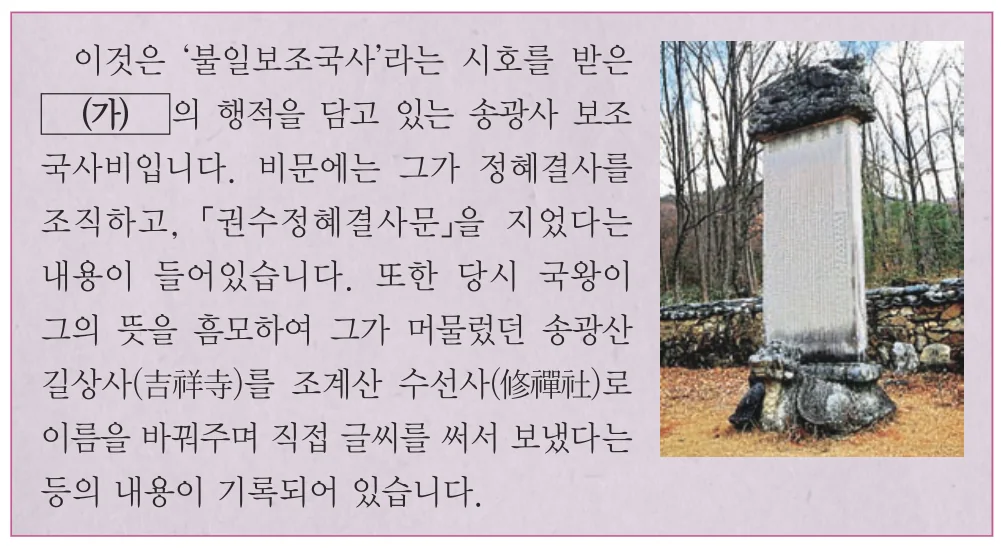 이것은 ‘불일보조국사’라는 시호를 받은
(가)의 행적을 담고 있는 송광사 보조
국사비입니다. 비문에는 그가 정혜결사를
조직하고, 「권수정혜결사문」을 지었다는
내용이 들어있습니다. 또한 당시 국왕이
그의 뜻을 흠모하여 그가 머물렀던 송광산
길상사(吉祥寺)를 조계산 수선사(修禪社)로
이름을 바꿔주며 직접 글씨를 써서 보냈다는
등의 내용이 기록되어 있습니다.